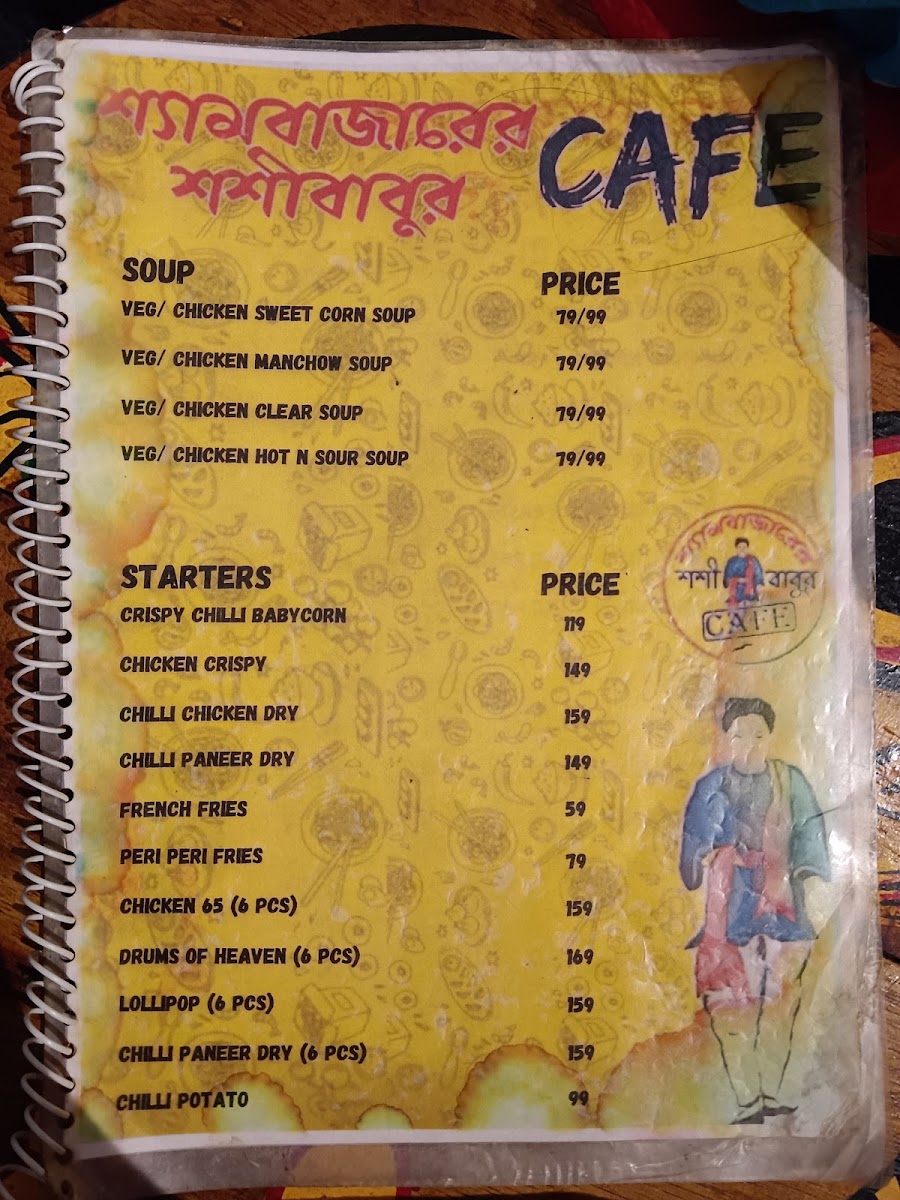 শ্যামবাজারের
শশীবাবুর
CAFE
SOUP PRICE
VEG/ CHICKEN SWEET CORN SOUP 79/99
VEG/ CHICKEN MANCHOW SOUP 79/99
VEG/ CHICKEN CLEAR SOUP 79/99
VEG/ CHICKEN HOT N SOUR SOUP 79/99
শ্যামবাজারের
শশী বাবুর
CAFE
STARTERS PRICE
CRISPY CHILLI BABYCORN 119
CHICKEN CRISPY 149
CHILLI CHICKEN DRY 159
CHILLI PANEER DRY 149
FRENCH FRIES 59
PERI PERI FRIES 79
CHICKEN 65 (6 PCS) 159
DRUMS OF HEAVEN (6 PCS) 169
LOLLIPOP (6 PCS) 159
CHILLI PANEER DRY (6 PCS) 159
CHILLI POTATO 99